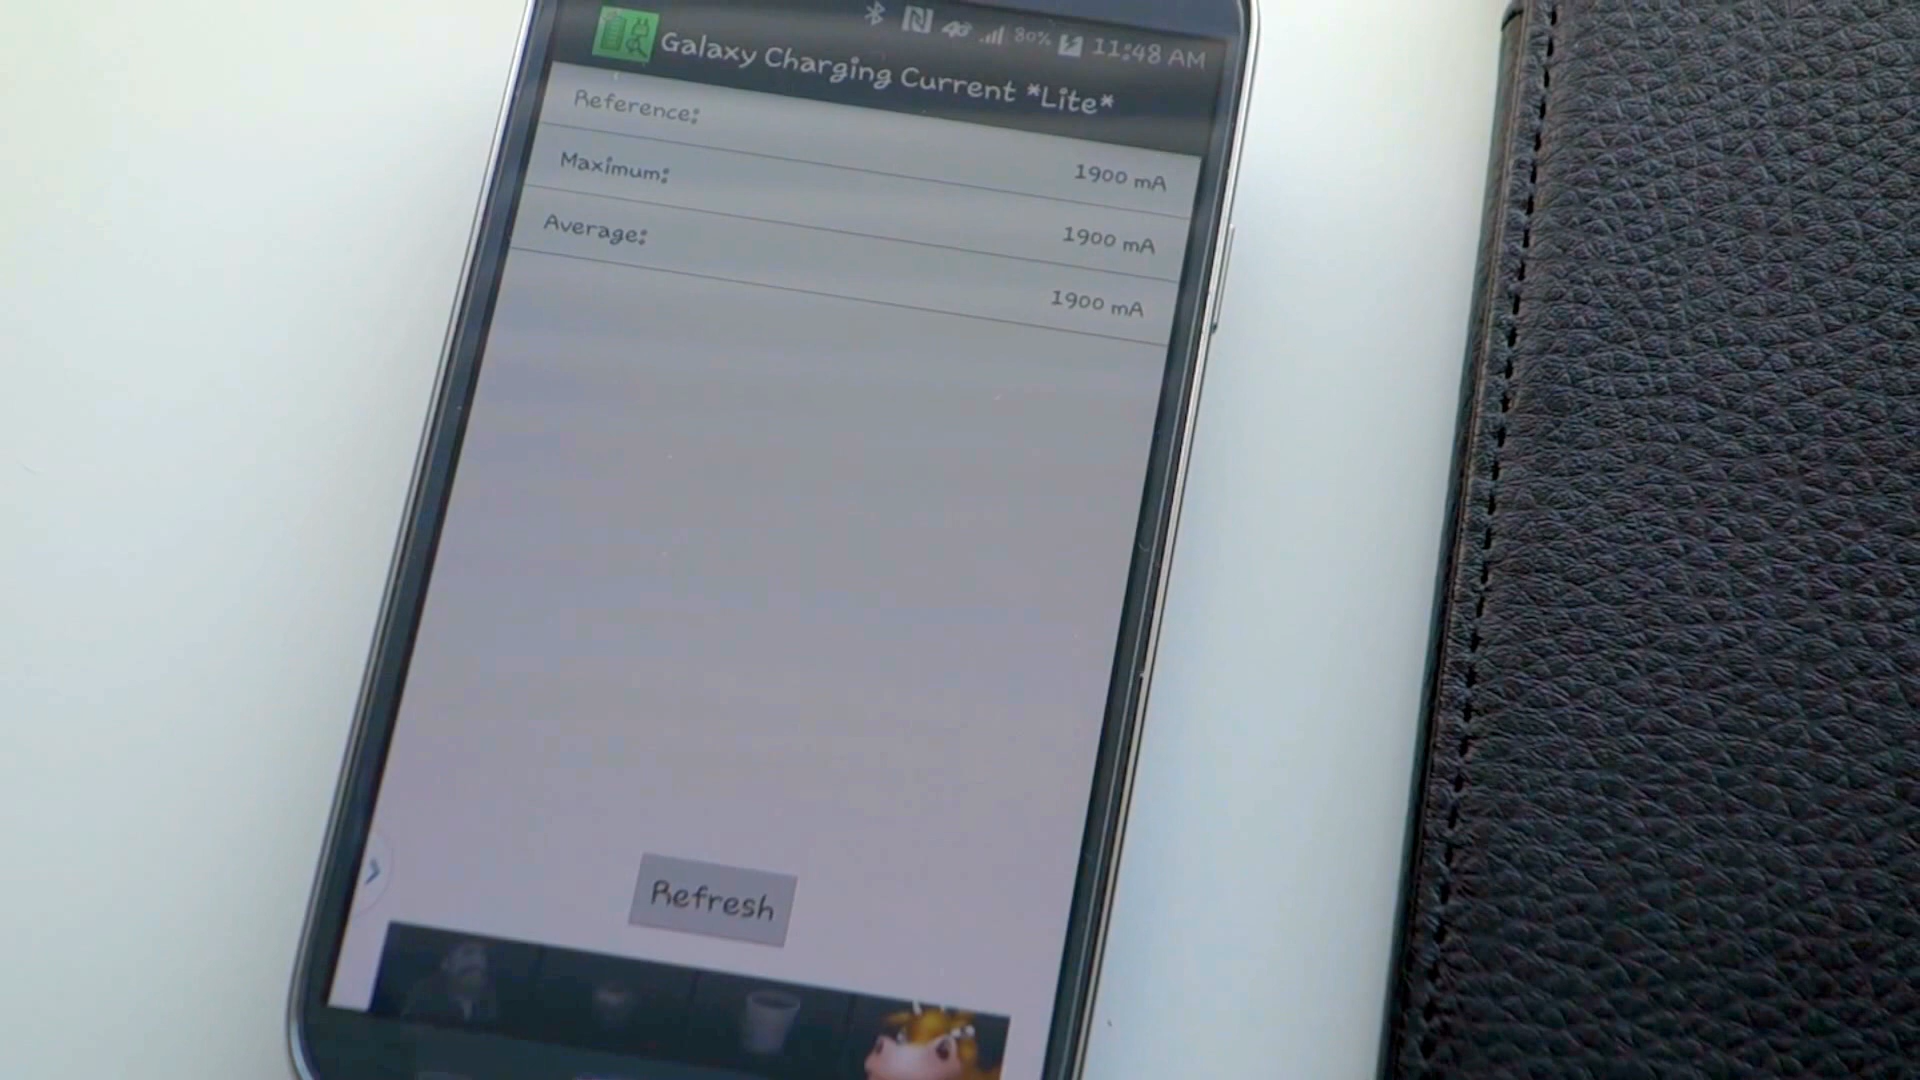 80% 11:48 AM
Galaxy Charging Current *Lite*
Reference:
1900 mA
Maximum:
1900 mA
Average:
1900 mA
Refresh